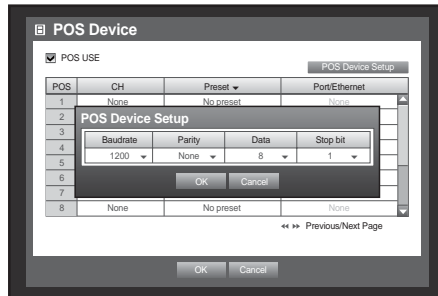 POS Device
POS USE
POS Device Setup
POS CH Preset Port/Ethernet
1 None No preset None
2
POS Device Setup
3
Baudrate Parity Data Stop bit
4
1200 None 8 1
5
6
OK Cancel
7
8 None No preset None
Previous/Next Page
OK Cancel